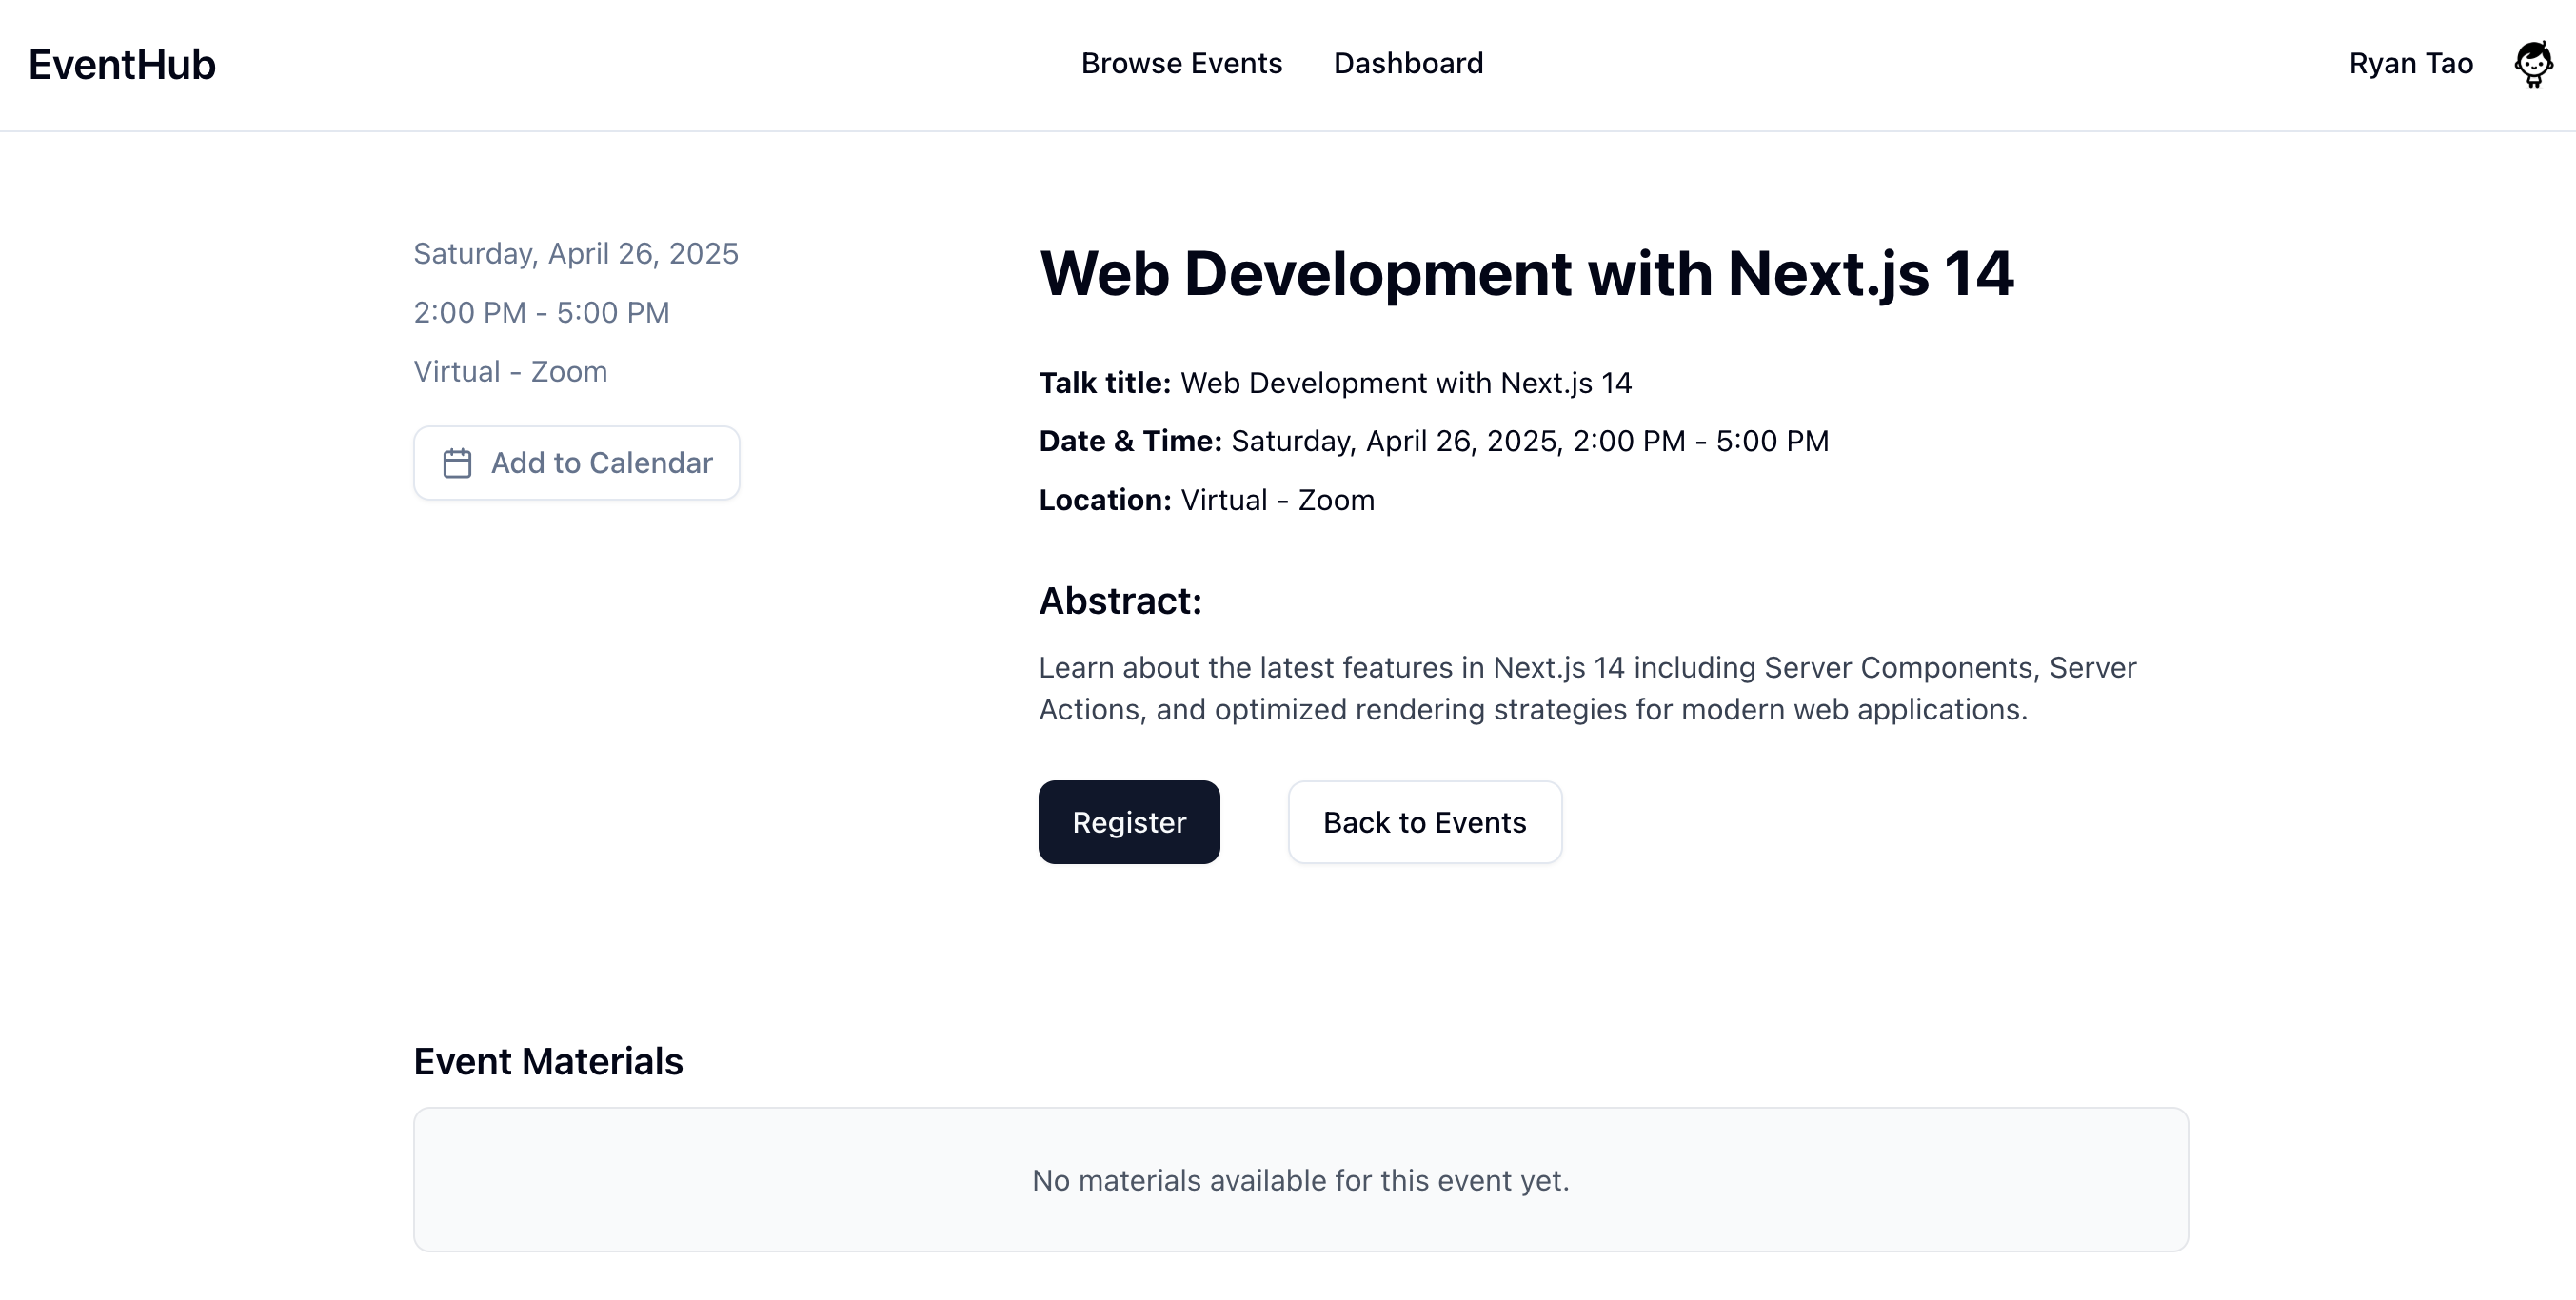 EventHub
Browse Events
Dashboard
Ryan Tao
Saturday, April 26, 2025
2:00 PM - 5:00 PM
Virtual - Zoom
Add to Calendar
Web Development with Next.js 14
Talk title: Web Development with Next.js 14
Date & Time: Saturday, April 26, 2025, 2:00 PM - 5:00 PM
Location: Virtual - Zoom
Abstract:
Learn about the latest features in Next.js 14 including Server Components, Server
Actions, and optimized rendering strategies for modern web applications.
Register
Back to Events
Event Materials
No materials available for this event yet.